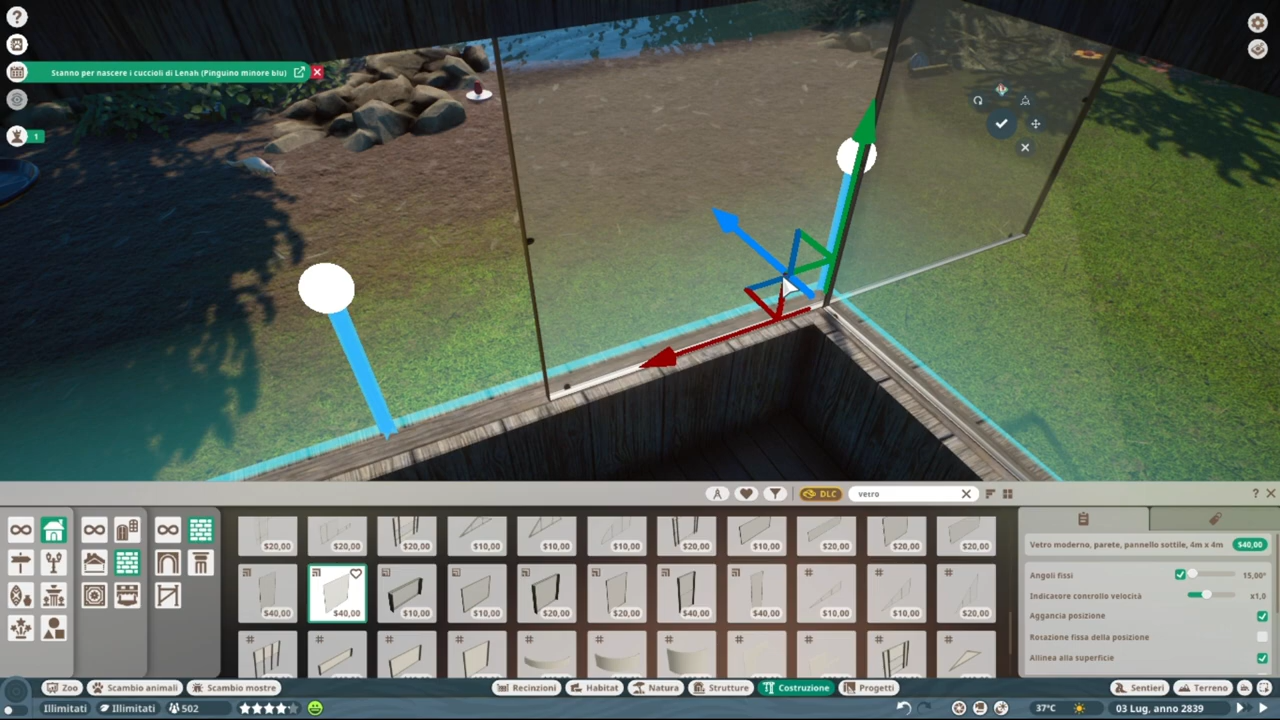 ?
Stanno per nascere i cuccioli di Lenah (Pinguino minore blu)
1
DLC
vetro
?
$20,00 $20,00 $20,00 $10,00 $10,00 $10,00 $20,00 $10,00 $20,00 $20,00 $20,00
$40,00 $40,00 $10,00 $10,00 $20,00 $20,00 $40,00 $40,00 $10,00 $10,00 $20,00
Vetro moderno, parete, pannello sottile, 4m x 4m $40,00
Angoli fissi 15,00°
Indicatore controllo velocità x1,0
Aggancia posizione
Rotazione fissa della posizione
Allinea alla superficie
Zoo Scambio animali Scambio mostre Recinzioni Habitat Natura Strutture Costruzione Progetti Sentieri Terreno
Illimitati Illimitati 502 37°C 03 Lug, anno 2839